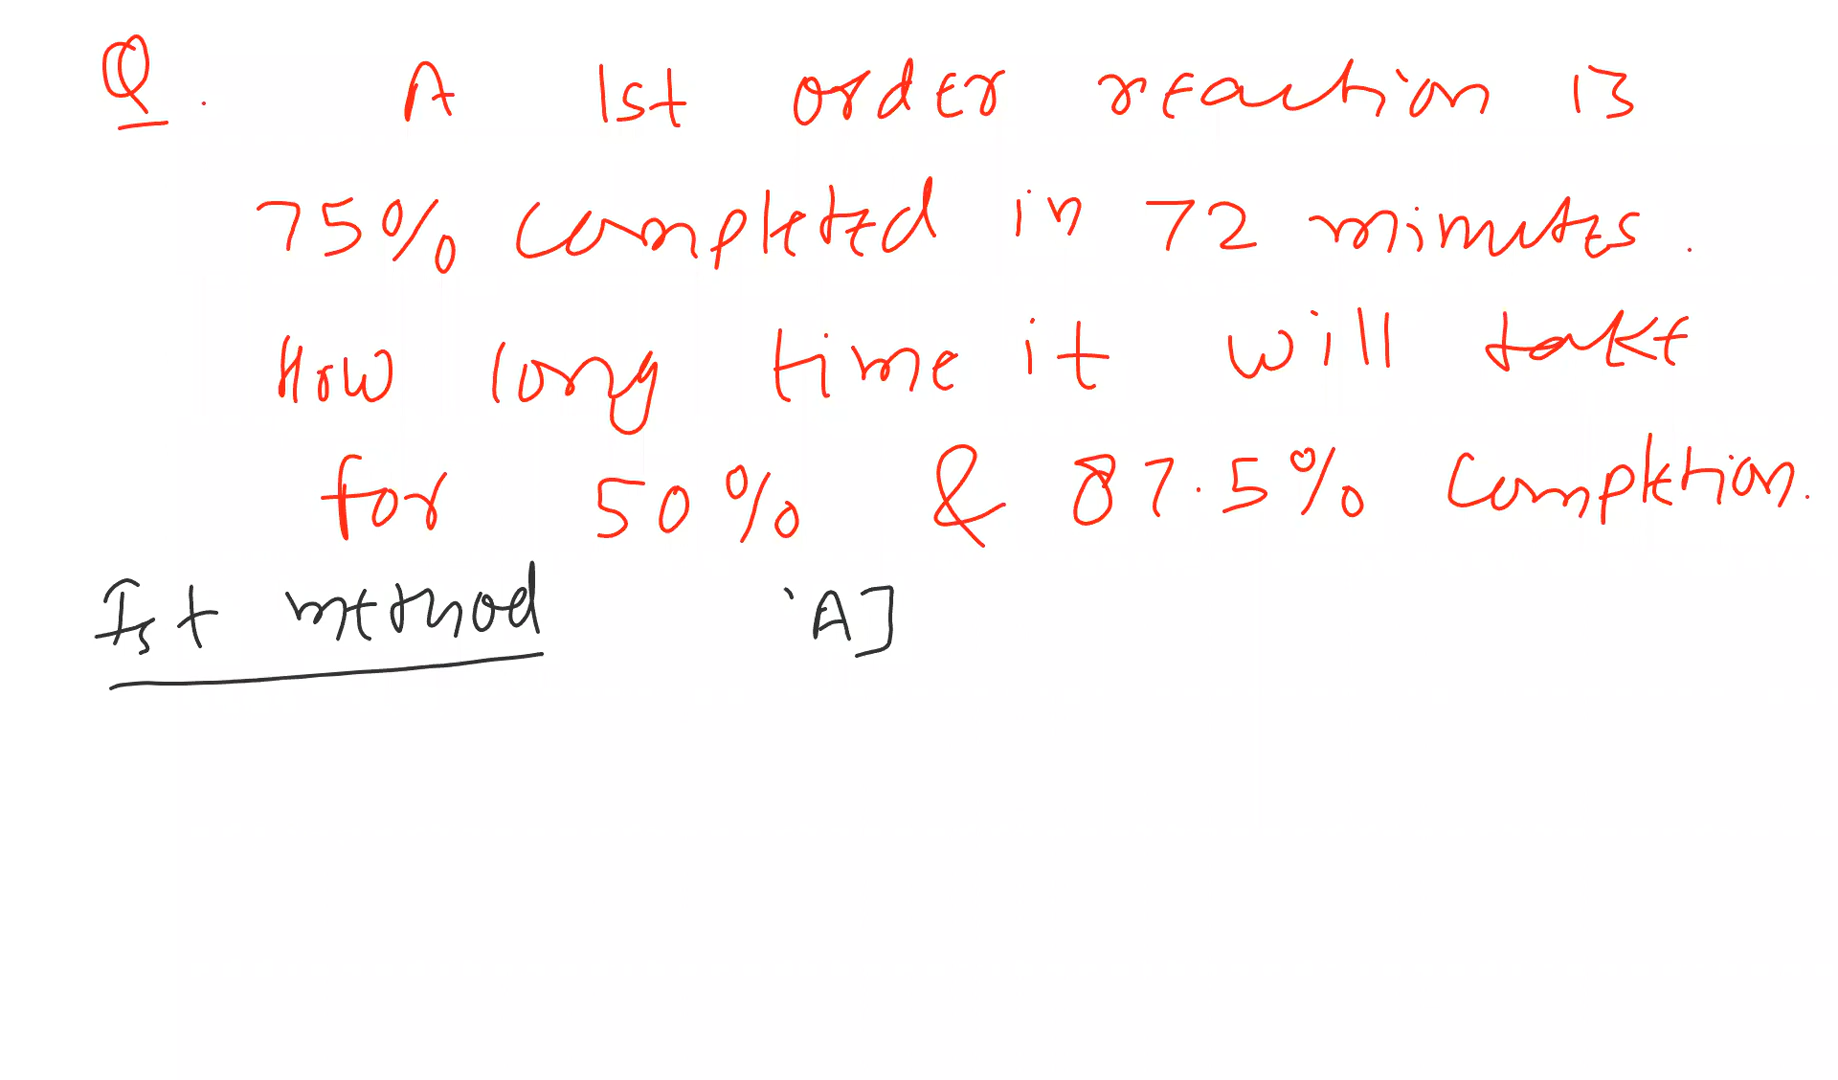 Q. A 1st order reaction is
75% completed in 72 minutes.
How long time it will take
for 50% & 87.5% completion.
Ist method 'A]